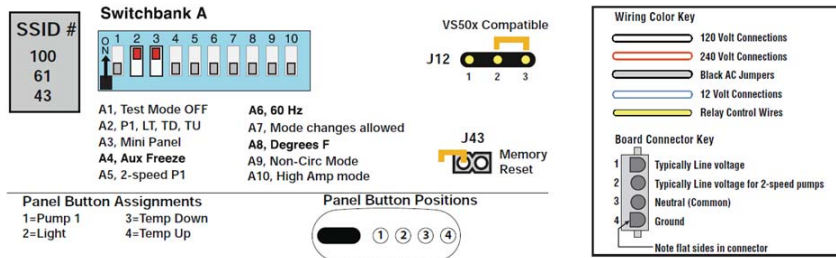 SSID #
100
61
43
Switchbank A
ON
1 2 3 4 5 6 7 8 9 10
A1, Test Mode OFF
A2, P1, LT, TD, TU
A3, Mini Panel
A4, Aux Freeze
A5, 2-speed P1
A6, 60 Hz
A7, Mode changes allowed
A8, Degrees F
A9, Non-Circ Mode
A10, High Amp mode
VS50x Compatible
J12
1 2 3
J43
Memory
Reset
Panel Button Assignments
1=Pump 1 3=Temp Down
2=Light 4=Temp Up
Panel Button Positions
1 2 3 4
Wiring Color Key
120 Volt Connections
240 Volt Connections
Black AC Jumpers
12 Volt Connections
Relay Control Wires
Board Connector Key
1 Typically Line voltage
2 Typically Line voltage for 2-speed pumps
3 Neutral (Common)
4 Ground
Note flat sides in connector